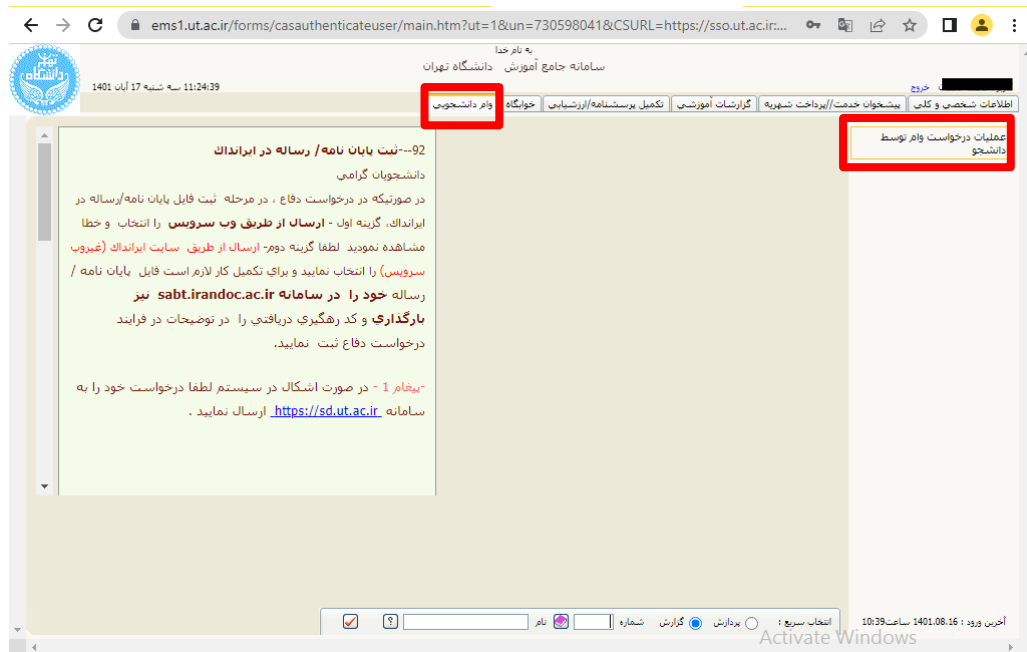 ems1.ut.ac.ir/forms/casauthenticateuser/main.htm?ut=1&un=730598041&CSURL=https://sso.ut.ac.ir:...
به نام خدا
سامانه جامع آموزش دانشگاه تهران
11:24:39 سه شنبه 17 آبان 1401
خروج
اطلاعات شخصی و کلی
پیشخوان خدمت//پرداخت شهریه
گزارشات آموزشی
تکمیل پرسشنامه/ارزشیابی
خوابگاه
وام دانشجویی
عملیات درخواست وام توسط
دانشجو
92---ثبت پایان نامه/ رساله در ایرانداك
دانشجویان گرامي
در صورتیکه در درخواست دفاع ، در مرحله ثبت فایل پایان نامه/رساله در
ایرانداك، گزینه اول - ارسال از طریق وب سرویس را انتخاب و خطا
مشاهده نمودید لطفا گزینه دوم- ارسال از طریق سایت ایرانداك (غیروب
سرویس) را انتخاب نمایید و براي تکمیل کار لازم است فایل پایان نامه /
رساله خود را در سامانه sabt.irandoc.ac.ir نیز
بارگذاري و کد رهگیري دریافتي را در توضیحات در فرایند
درخواست دفاع ثبت نمایید.
-پیغام 1 - در صورت اشکال در سیستم لطفا درخواست خود را به
سامانه https://sd.ut.ac.ir ارسال نمایید .
آخرین ورود : 1401.08.16 ساعت10:39
انتخاب سریع : پردازش گزارش شماره نام ؟
Activate Windows